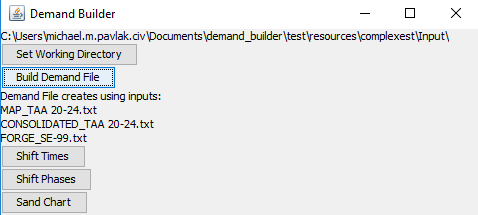 Demand Builder
C:\Users\michael.m.pavlak.civ\Documents\demand_builder\test\resources\complexest\Input\
Set Working Directory
Build Demand File
Demand File creates using inputs:
MAP_TAA 20-24.txt
CONSOLIDATED_TAA 20-24.txt
FORGE_SE-99.txt
Shift Times
Shift Phases
Sand Chart